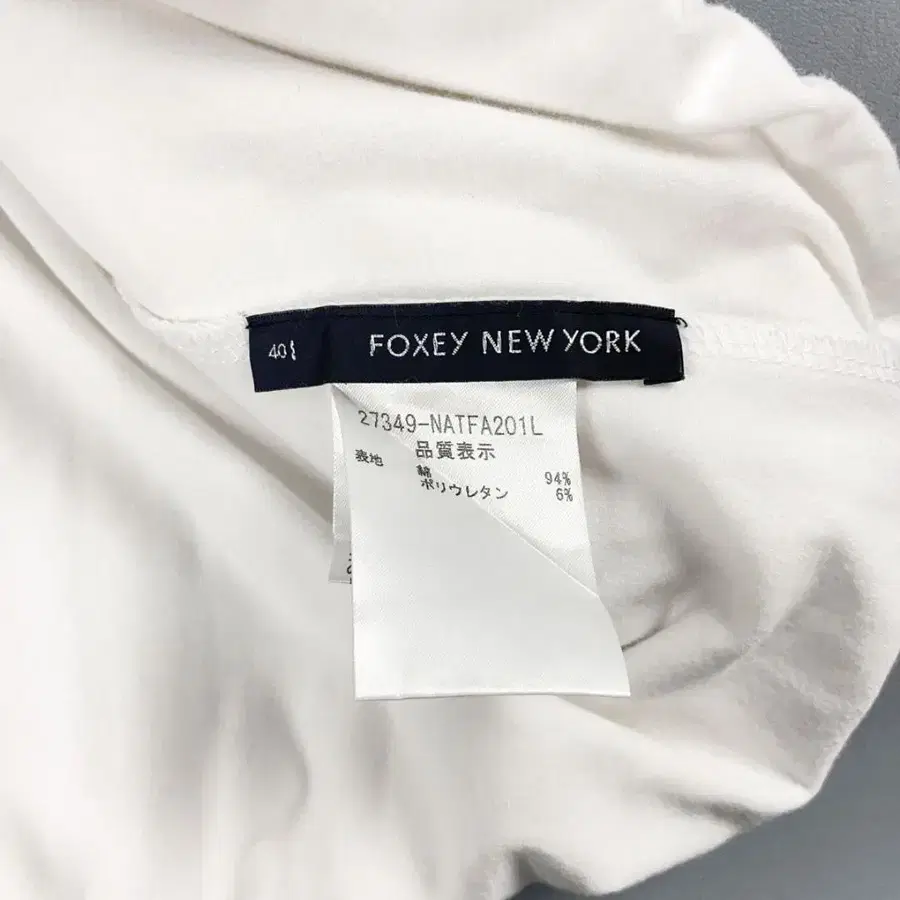 40
FOXEY NEW YORK
27349-NATFA201L
品質表示
表地
綿 94%
ポリウレタン 6%